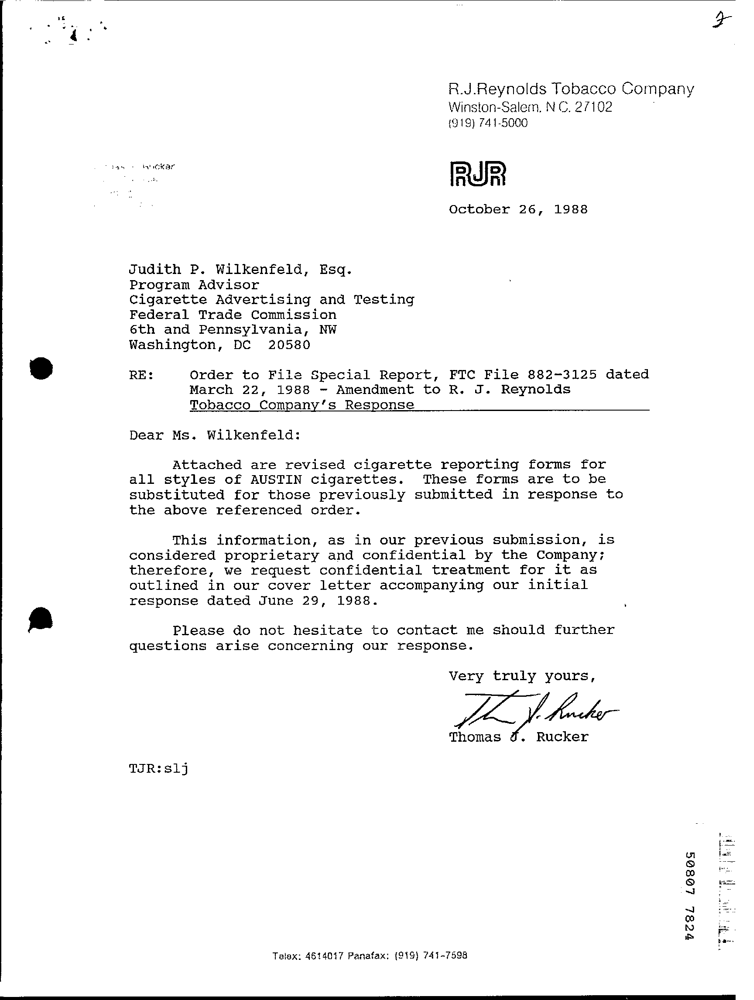 2
R.J.Reynolds Tobacco Company
Winston-Salem, N.C. 27102
(919) 741-5000
Rucker
RJR
October 26, 1988
Judith P. Wilkenfeld, Esq.
Program Advisor
Cigarette Advertising and Testing
Federal Trade Commission
6th and Pennsylvania, NW
Washington, DC 20580
RE: Order to File Special Report, FTC File 882-3125 dated
March 22, 1988 - Amendment to R. J. Reynolds
Tobacco Company's Response
Dear Ms. Wilkenfeld:
Attached are revised cigarette reporting forms for
all styles of AUSTIN cigarettes. These forms are to be
substituted for those previously submitted in response to
the above referenced order.
This information, as in our previous submission, is
considered proprietary and confidential by the Company;
therefore, we request confidential treatment for it as
outlined in our cover letter accompanying our initial
response dated June 29, 1988.
Please do not hesitate to contact me should further
questions arise concerning our response.
Very truly yours,
Th J. Rucker
Thomas J. Rucker
TJR:slj
50807 7824
Telex: 4614017 Panafax: (919) 741-7598